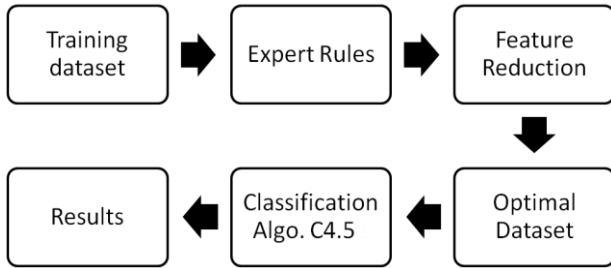 Training
dataset
Expert Rules
Feature
Reduction
Results
Classification
Algo. C4.5
Optimal
Dataset